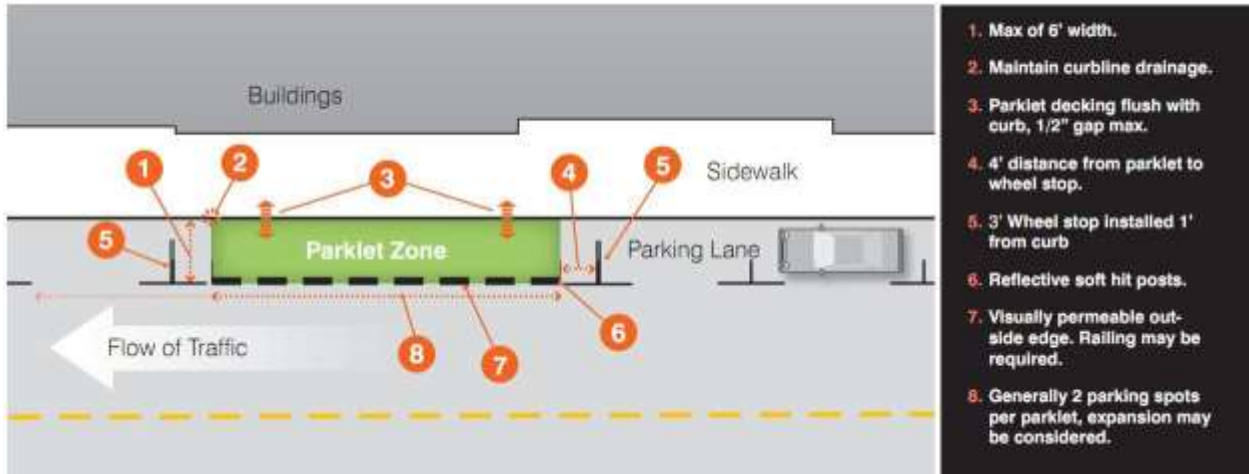 Buildings
1
2
3
4
5
Sidewalk
5
Parklet Zone
Parking Lane
Flow of Traffic
8
7
6
1. Max of 6' width.
2. Maintain curbline drainage.
3. Parklet decking flush with
curb, 1/2" gap max.
4. 4' distance from parklet to
wheel stop.
5. 3' Wheel stop installed 1'
from curb
6. Reflective soft hit posts.
7. Visually permeable out-
side edge. Railing may be
required.
8. Generally 2 parking spots
per parklet, expansion may
be considered.